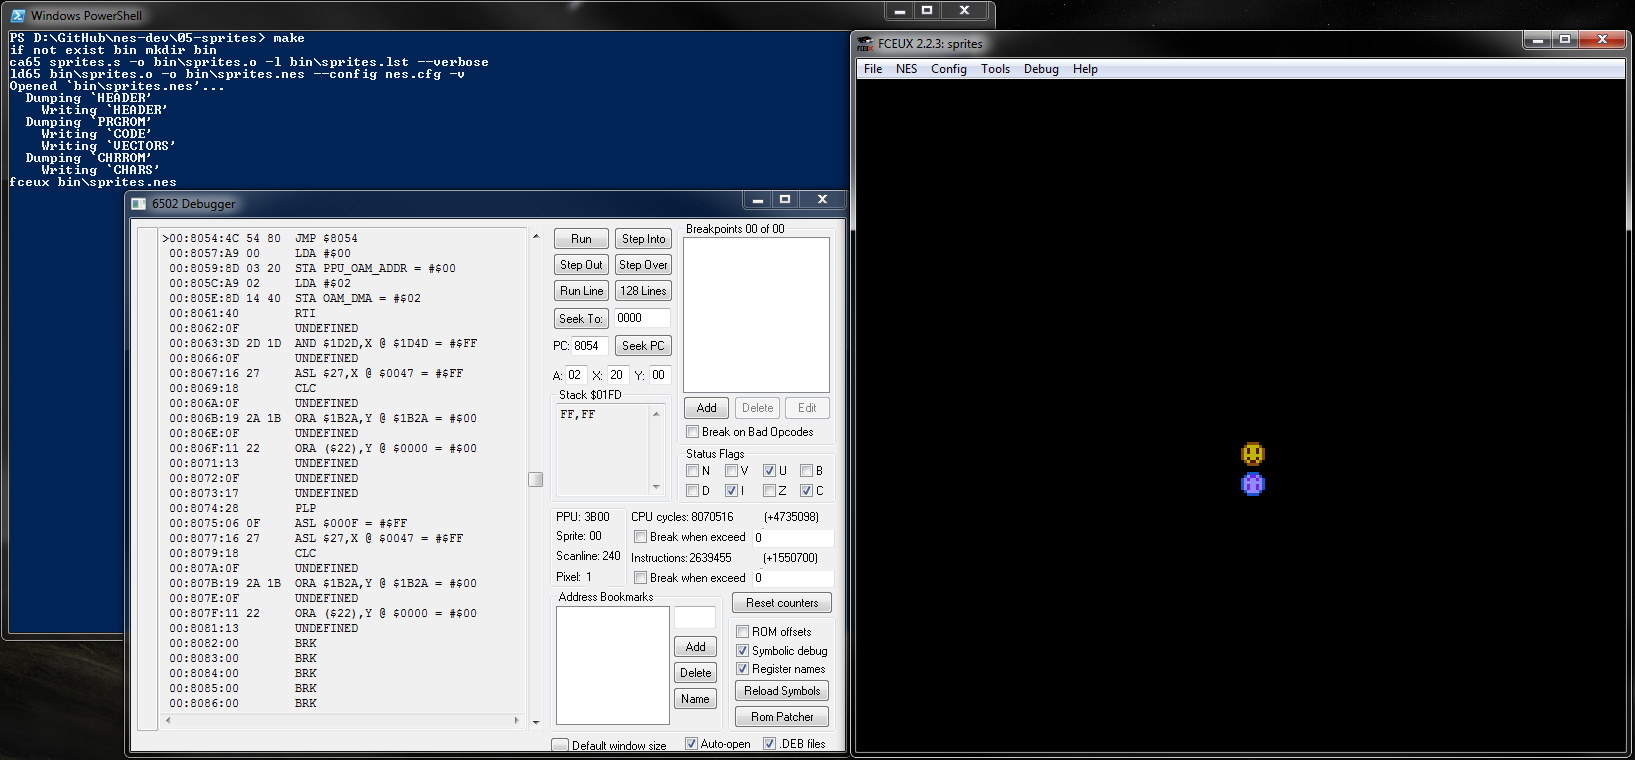 Windows PowerShell
PS D:\GitHub\nes-dev\05-sprites> make
if not exist bin mkdir bin
ca65 sprites.s -o bin\sprites.o -l bin\sprites.lst --verbose
ld65 bin\sprites.o -o bin\sprites.nes --config nes.cfg -v
Opened `bin\sprites.nes'...
Dumping `HEADER'
Writing `HEADER'
Dumping `PRGROM'
Writing `CODE'
Writing `VECTORS'
Dumping `CHRROM'
Writing `CHARS'
fceux bin\sprites.nes
6502 Debugger
>00:8054:4C 54 80 JMP $8054
00:8057:A9 00 LDA #$00
00:8059:8D 03 20 STA PPU_OAM_ADDR = #$00
00:805C:A9 02 LDA #$02
00:805E:8D 14 40 STA OAM_DMA = #$02
00:8061:40 RTI
00:8062:0F UNDEFINED
00:8063:3D 2D 1D AND $1D2D,X @ $1D4D = #$FF
00:8066:0F UNDEFINED
00:8067:16 27 ASL $27,X @ $0047 = #$FF
00:8069:18 CLC
00:806A:0F UNDEFINED
00:806B:19 2A 1B ORA $1B2A,Y @ $1B2A = #$00
00:806E:0F UNDEFINED
00:806F:11 22 ORA ($22),Y @ $0000 = #$00
00:8071:13 UNDEFINED
00:8072:0F UNDEFINED
00:8073:17 UNDEFINED
00:8074:28 PLP
00:8075:06 0F ASL $000F = #$FF
00:8077:16 27 ASL $27,X @ $0047 = #$FF
00:8079:18 CLC
00:807A:0F UNDEFINED
00:807B:19 2A 1B ORA $1B2A,Y @ $1B2A = #$00
00:807E:0F UNDEFINED
00:807F:11 22 ORA ($22),Y @ $0000 = #$00
00:8081:13 UNDEFINED
00:8082:00 BRK
00:8083:00 BRK
00:8084:00 BRK
00:8085:00 BRK
00:8086:00 BRK
Run Step Into
Step Out Step Over
Run Line 128 Lines
Seek To: 0000
PC: 8054 Seek PC
A: 02 X: 20 Y: 00
Stack $01FD
FF,FF
Breakpoints 00 of 00
Add Delete Edit
Break on Bad Opcodes
Status Flags
N V U B
D I Z C
PPU: 3B00
Sprite: 00
Scanline: 240
Pixel: 1
CPU cycles: 8070516 (+4735098)
Break when exceed 0
Instructions: 2639455 (+1550700)
Break when exceed 0
Address Bookmarks
Add
Delete
Name
Reset counters
ROM offsets
Symbolic debug
Register names
Reload Symbols
Rom Patcher
Default window size Auto-open .DEB files
FCEUX 2.2.3: sprites
File NES Config Tools Debug Help